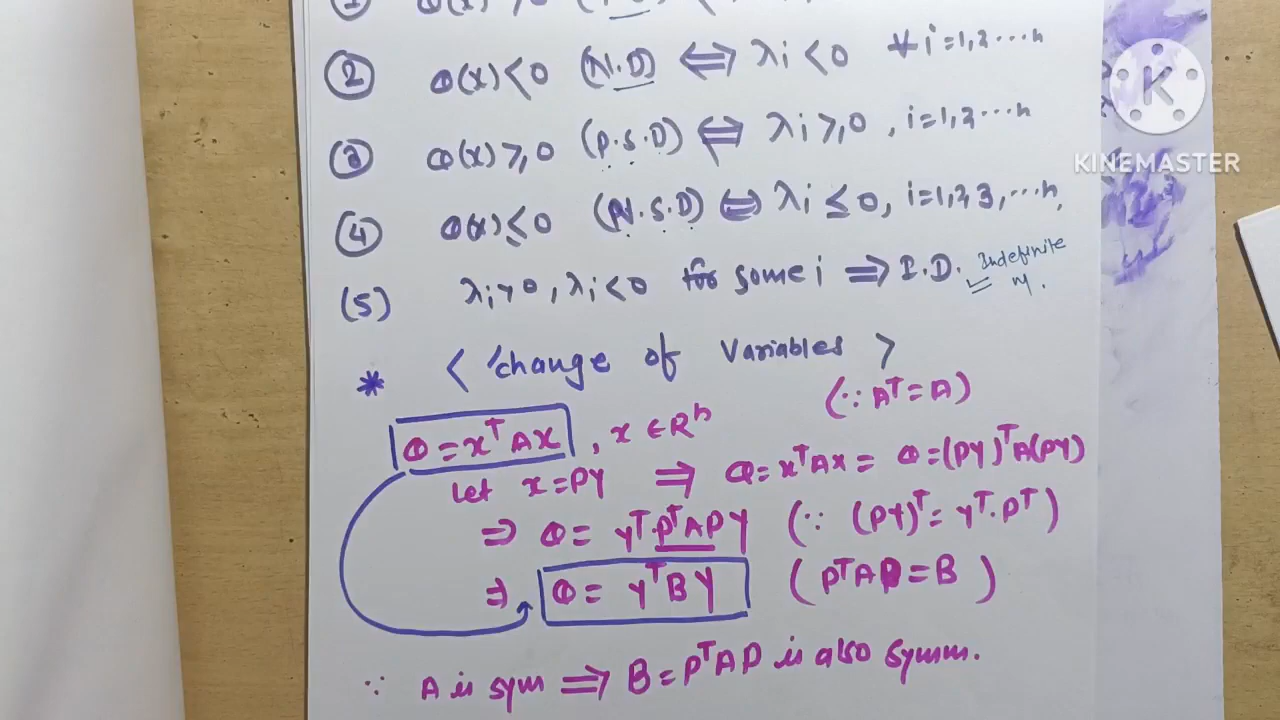 ② Q(x) < 0 (N.D) ⟺ λi < 0 ∀ i=1,2...n
③ Q(x) ≥ 0 (P.S.D) ⟺ λi ≥ 0, i=1,2...n
④ Q(x) ≤ 0 (N.S.D) ⟺ λi ≤ 0, i=1,2,3,...n,
(5) λi>0, λi<0 for some i ⟹ I.D. Indefinite
* < Change of Variables >
(∵ Aᵀ=A)
Q=xᵀAx, x∈Rⁿ
Let x=PY ⟹ Q=xᵀAx= Q=(PY)ᵀA(PY)
⇒ Q= Yᵀ.PᵀAPY (∵ (PY)ᵀ=Yᵀ.Pᵀ)
⇒ Q= YᵀBY (PᵀAP=B)
∵ A is sym ⟹ B=PᵀAP is also symm.
K
KINEMASTER